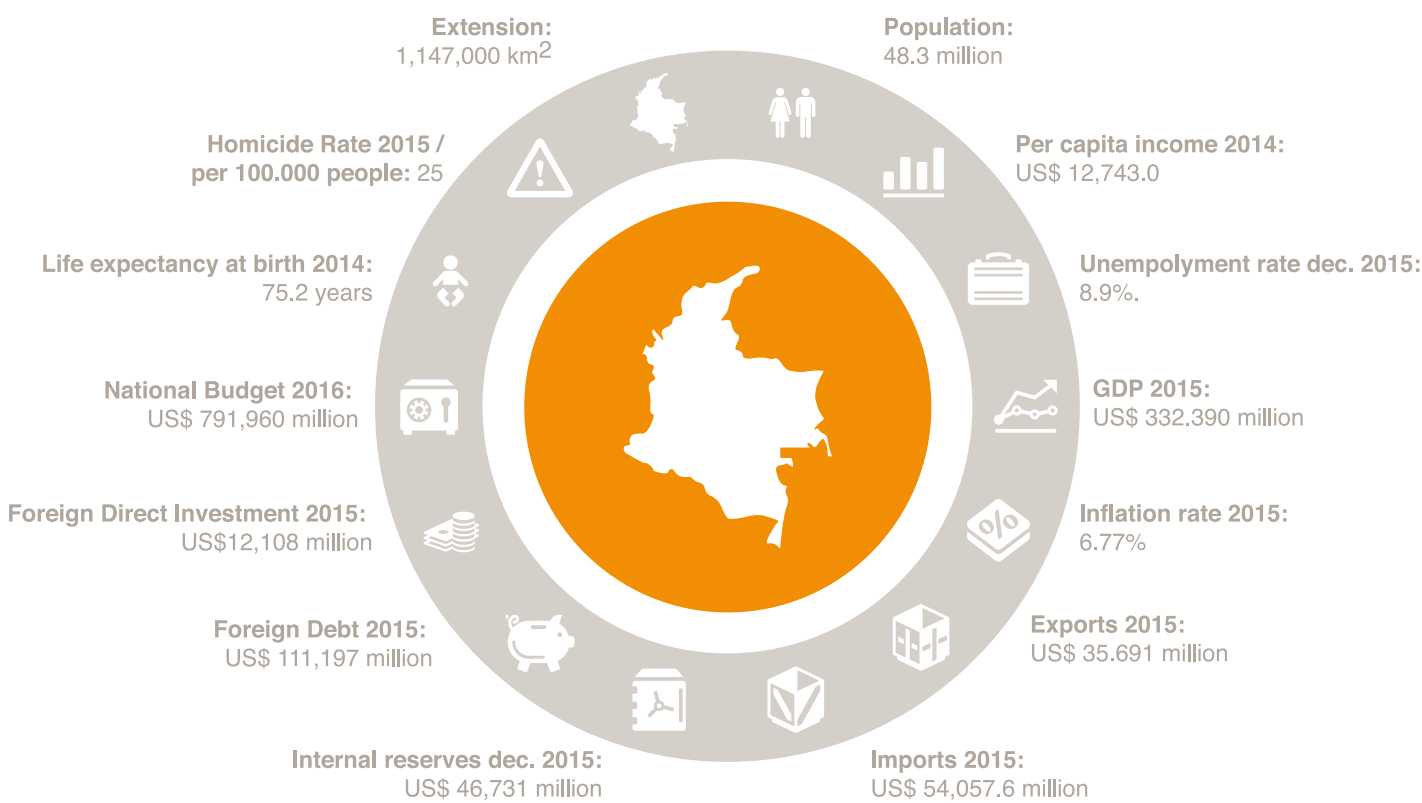 Extension:
1,147,000 km²
Population:
48.3 million
Homicide Rate 2015 /
per 100.000 people: 25
Per capita income 2014:
US$ 12,743.0
Life expectancy at birth 2014:
75.2 years
Unempolyment rate dec. 2015:
8.9%.
National Budget 2016:
US$ 791,960 million
GDP 2015:
US$ 332.390 million
Foreign Direct Investment 2015:
US$12,108 million
%
Inflation rate 2015:
6.77%
Foreign Debt 2015:
US$ 111,197 million
Exports 2015:
US$ 35.691 million
Internal reserves dec. 2015:
US$ 46,731 million
Imports 2015:
US$ 54,057.6 million